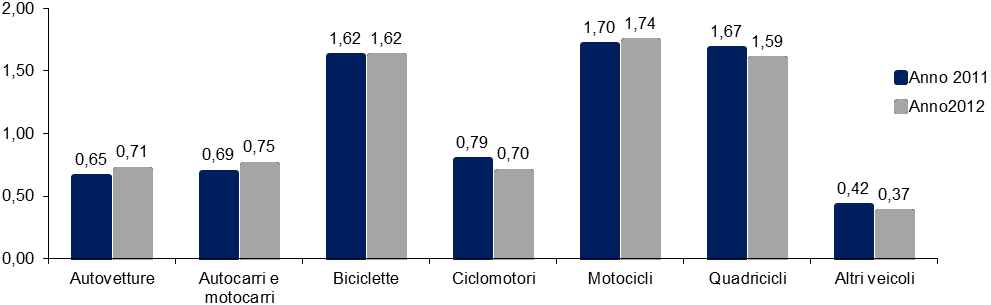 2,00
1,50
1,00
0,50
0,00
0,65 0,71
0,69 0,75
1,62 1,62
0,79 0,70
1,70 1,74
1,67 1,59
0,42 0,37
Autovetture
Autocarri e
motocarri
Biciclette
Ciclomotori
Motocicli
Quadricicli
Altri veicoli
Anno 2011
Anno2012